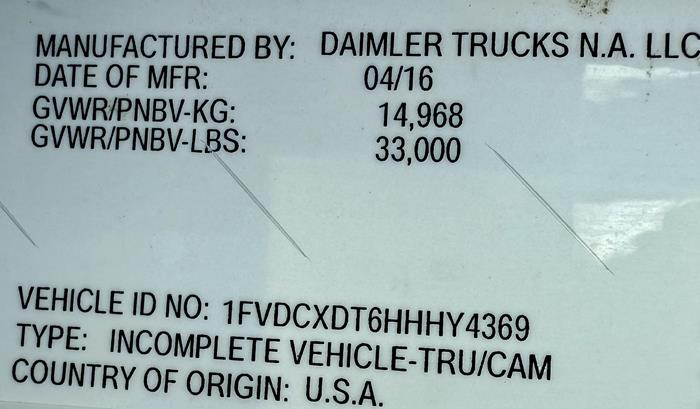 MANUFACTURED BY: DAIMLER TRUCKS N.A. LLC
DATE OF MFR: 04/16
GVWR/PNBV-KG: 14,968
GVWR/PNBV-LBS: 33,000
VEHICLE ID NO: 1FVDCXDT6HHHY4369
TYPE: INCOMPLETE VEHICLE-TRU/CAM
COUNTRY OF ORIGIN: U.S.A.